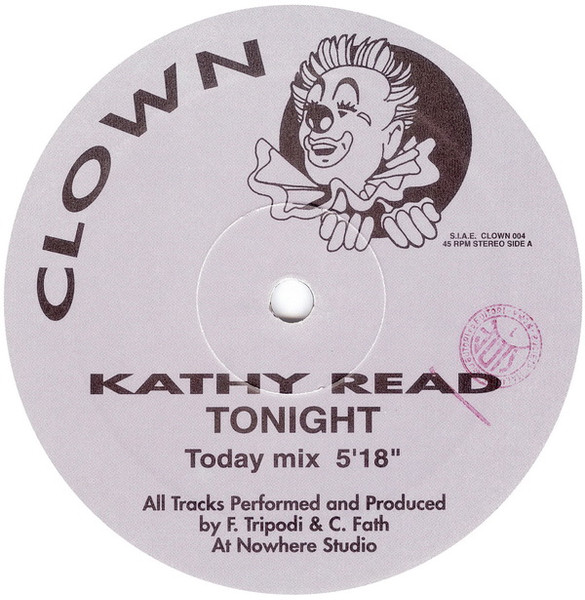 CLOWN
S.I.A.E. CLOWN 004
45 RPM STEREO SIDE A
KATHY READ
TONIGHT
Today mix 5'18"
All Tracks Performed and Produced
by F. Tripodi & C. Fath
At Nowhere Studio